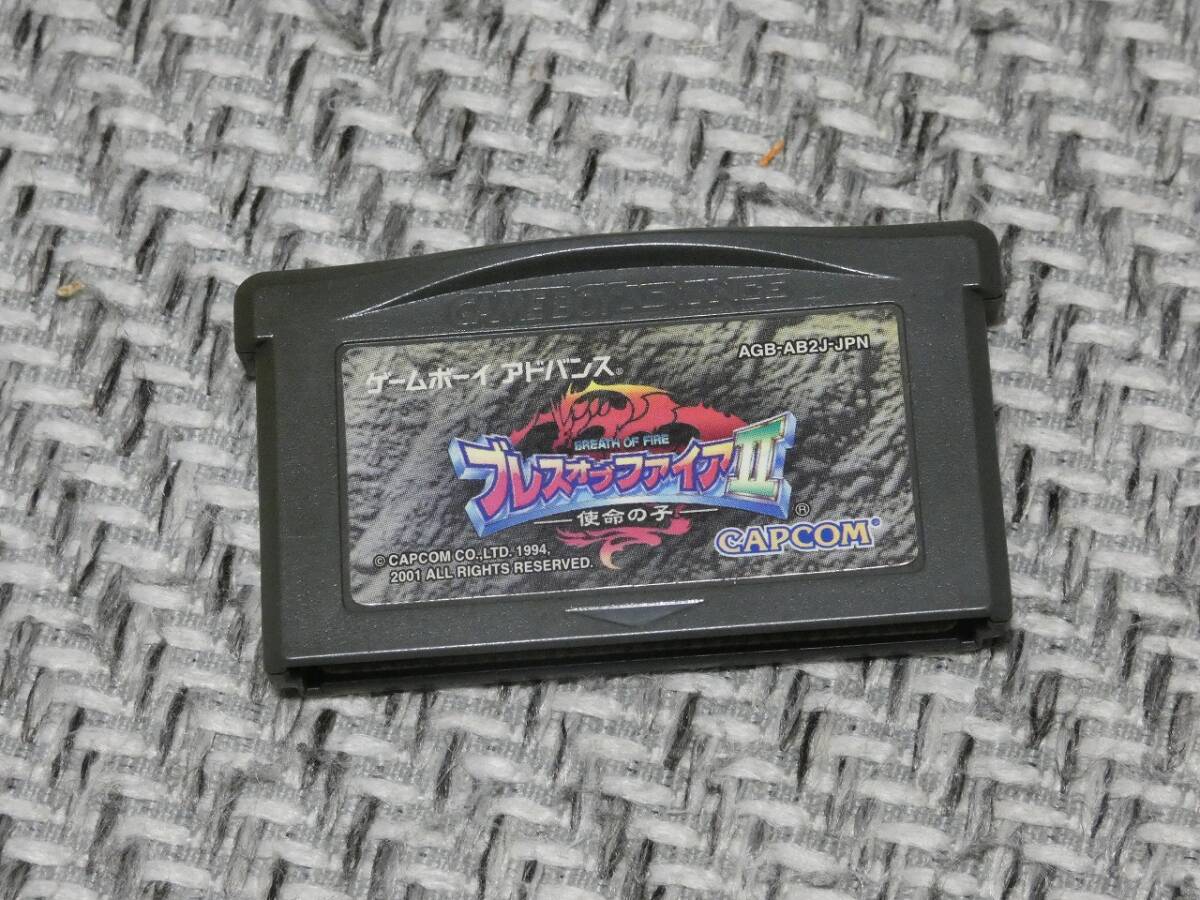 GAME BOY ADVANCE
ゲームボーイ アドバンス®
AGB-AB2J-JPN
BREATH OF FIRE
ブレスオブファイアII
使命の子
®
CAPCOM®
© CAPCOM CO.,LTD. 1994,
2001 ALL RIGHTS RESERVED.